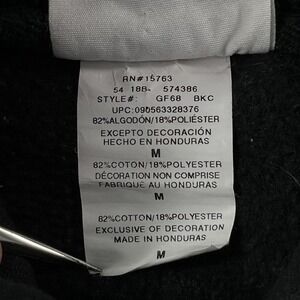 RN#15763
54 18B- 574386
STYLE#: GF68 BKC
UPC:090563328376
82%ALGODÓN/18%POLIÉSTER
EXCEPTO DECORACIÓN
HECHO EN HONDURAS
M
82%COTON/18%POLYESTER
DÉCORATION NON COMPRISE
FABRIQUÉ AU HONDURAS
M
82%COTTON/18%POLYESTER
EXCLUSIVE OF DECORATION
MADE IN HONDURAS
M